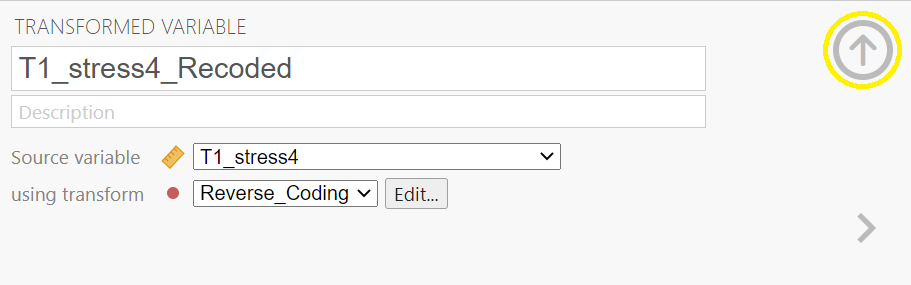 TRANSFORMED VARIABLE
T1_stress4_Recoded
Description
Source variable T1_stress4
using transform Reverse_Coding Edit...